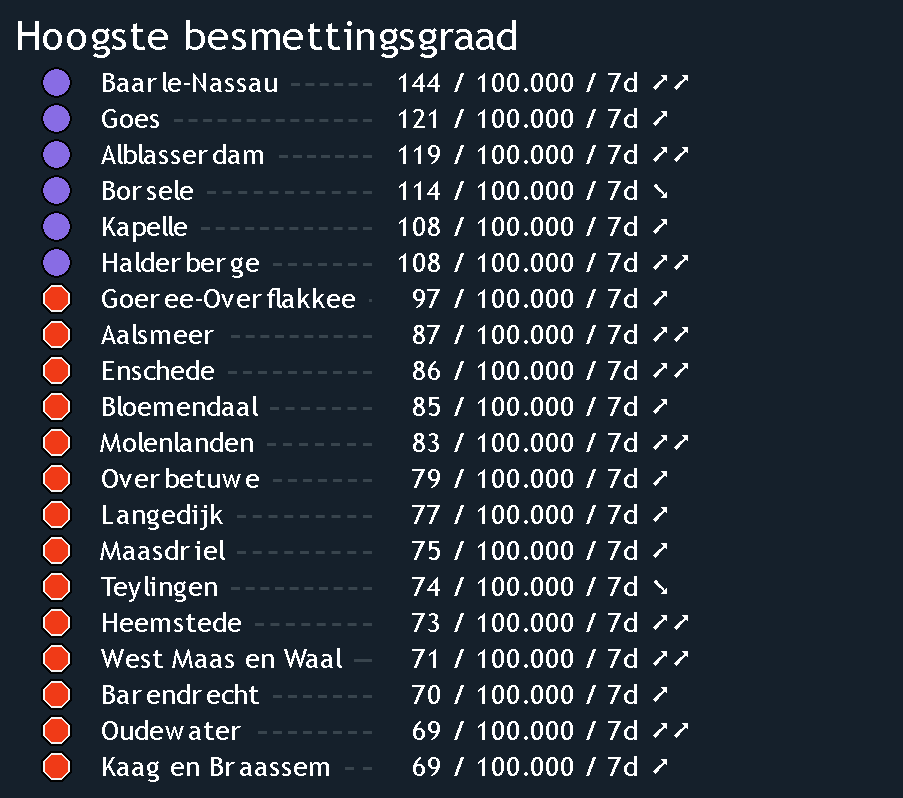 Hoogste besmettingsgraad
Baarle-Nassau ------ 144 / 100.000 / 7d ➚➚
Goes ------------- 121 / 100.000 / 7d ➚
Alblasserdam ------- 119 / 100.000 / 7d ➚➚
Borsele ----------- 114 / 100.000 / 7d ➘
Kapelle ----------- 108 / 100.000 / 7d ➚
Halderberge ------- 108 / 100.000 / 7d ➚➚
Goeree-Overflakkee - 97 / 100.000 / 7d ➚
Aalsmeer --------- 87 / 100.000 / 7d ➚➚
Enschede --------- 86 / 100.000 / 7d ➚➚
Bloemendaal ------- 85 / 100.000 / 7d ➚
Molenlanden ------- 83 / 100.000 / 7d ➚➚
Overbetuwe ------- 79 / 100.000 / 7d ➚
Langedijk --------- 77 / 100.000 / 7d ➚
Maasdriel --------- 75 / 100.000 / 7d ➚
Teylingen --------- 74 / 100.000 / 7d ➘
Heemstede -------- 73 / 100.000 / 7d ➚➚
West Maas en Waal -- 71 / 100.000 / 7d ➚➚
Barendrecht ------- 70 / 100.000 / 7d ➚
Oudewater -------- 69 / 100.000 / 7d ➚➚
Kaag en Braassem -- 69 / 100.000 / 7d ➚